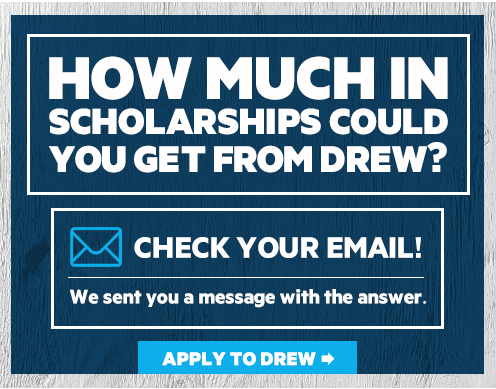 HOW MUCH IN
SCHOLARSHIPS COULD
YOU GET FROM DREW?
CHECK YOUR EMAIL!
We sent you a message with the answer.
APPLY TO DREW ➡